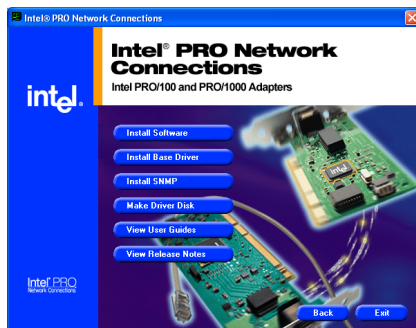 Intel® PRO Network Connections
Intel® PRO Network
Connections
Intel PRO/100 and PRO/1000 Adapters
intel.
Install Software
Install Base Driver
Install SNMP
Make Driver Disk
View User Guides
View Release Notes
intel
Intel® PRO
Network Connections
Back
Exit